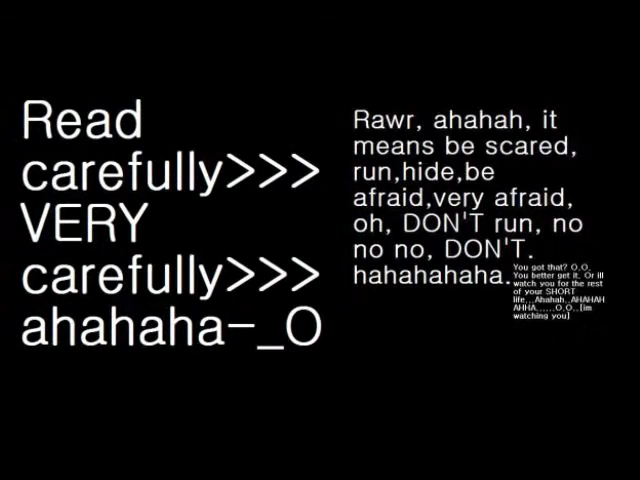 Read
carefully>>>
VERY
carefully>>>
ahahaha-_O
Rawr, ahahah, it
means be scared,
run,hide,be
afraid,very afraid,
oh, DON'T run, no
no no, DON'T.
hahahahaha.
You got that? O.O.
You better get it. Or ill
watch you for the rest
of your SHORT
life...Ahahah..AHAHAH
AHHA......O.O..[im
watching you]